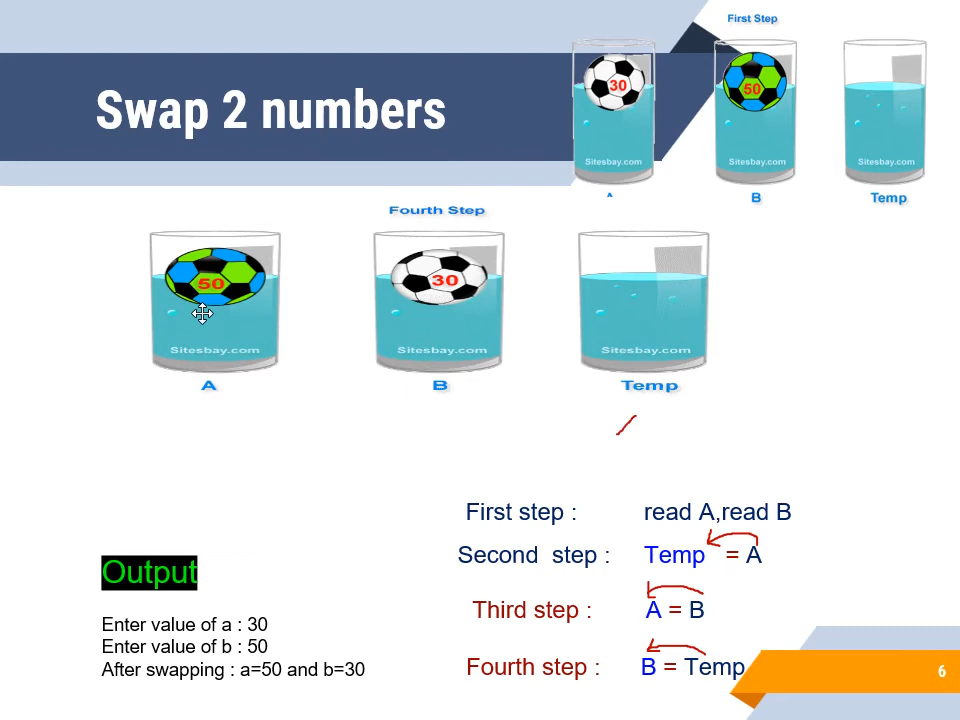 First Step
Swap 2 numbers
30
50
Sitesbay.com
Sitesbay.com
Sitesbay.com
A
B
Temp
Fourth Step
50
30
Sitesbay.com
Sitesbay.com
Sitesbay.com
A
B
Temp
First step : read A,read B
Second step : Temp = A
Third step : A = B
Fourth step : B = Temp
Output
Enter value of a : 30
Enter value of b : 50
After swapping : a=50 and b=30
6